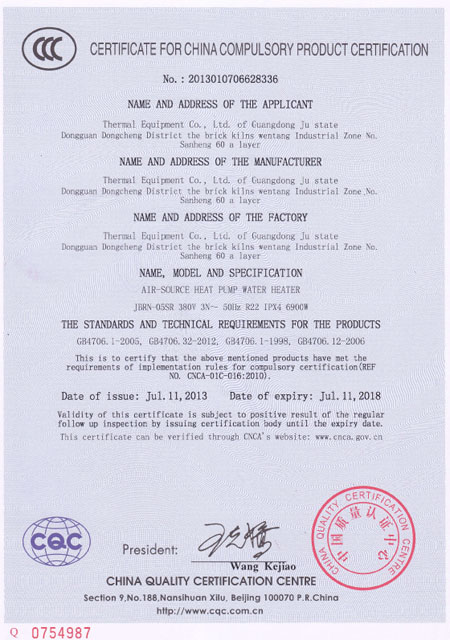 CCC
CERTIFICATE FOR CHINA COMPULSORY PRODUCT CERTIFICATION
No.: 2013010706628336
NAME AND ADDRESS OF THE APPLICANT
Thermal Equipment Co., Ltd. of Guangdong Ju state
Dongguan Dongcheng District the brick kilns wentang Industrial Zone No.
Sanheng 60 a layer
NAME AND ADDRESS OF THE MANUFACTURER
Thermal Equipment Co., Ltd. of Guangdong Ju state
Dongguan Dongcheng District the brick kilns wentang Industrial Zone No.
Sanheng 60 a layer
NAME AND ADDRESS OF THE FACTORY
Thermal Equipment Co., Ltd. of Guangdong Ju state
Dongguan Dongcheng District the brick kilns wentang Industrial Zone No.
Sanheng 60 a layer
NAME, MODEL AND SPECIFICATION
AIR-SOURCE HEAT PUMP WATER HEATER
JBRN-05SR 380V 3N~ 50Hz R22 IPX4 6900W
THE STANDARDS AND TECHNICAL REQUIREMENTS FOR THE PRODUCTS
GB4706.1-2005, GB4706.32-2012, GB4706.1-1998, GB4706.12-2006
This is to certify that the above mentioned products have met the
requirements of implementation rules for compulsory certification(REF
NO. CNCA-01C-016:2010).
Date of issue: Jul.11,2013 Date of expiry: Jul.11,2018
Validity of this certificate is subject to positive result of the regular
follow up inspection by issuing certification body until the expiry date.
This certificate can be verified through CNCA's website: www.cnca.gov.cn
CHINA QUALITY CERTIFICATION CENTRE
中国质量认证中心
CQC
President:
Wang Kejiao
CHINA QUALITY CERTIFICATION CENTRE
Section 9,No.188,Nansihuan Xilu, Beijing 100070 P.R.China
http://www.cqc.com.cn
Q 0754987